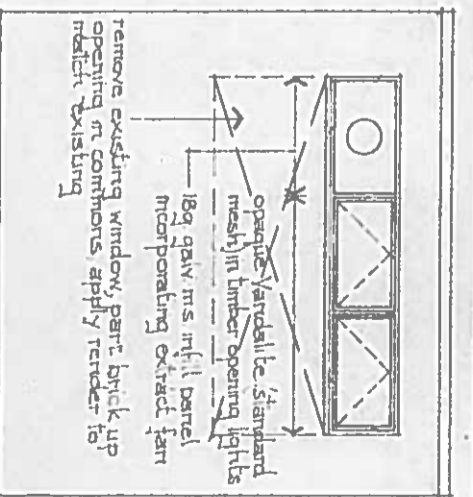 opaque 'Vandalite' standard
mesh in timber opening lights
18g galv. m.s. infill panel
incorporating extract fan
remove existing window, part brick up
opening in commons, apply render to
match existing